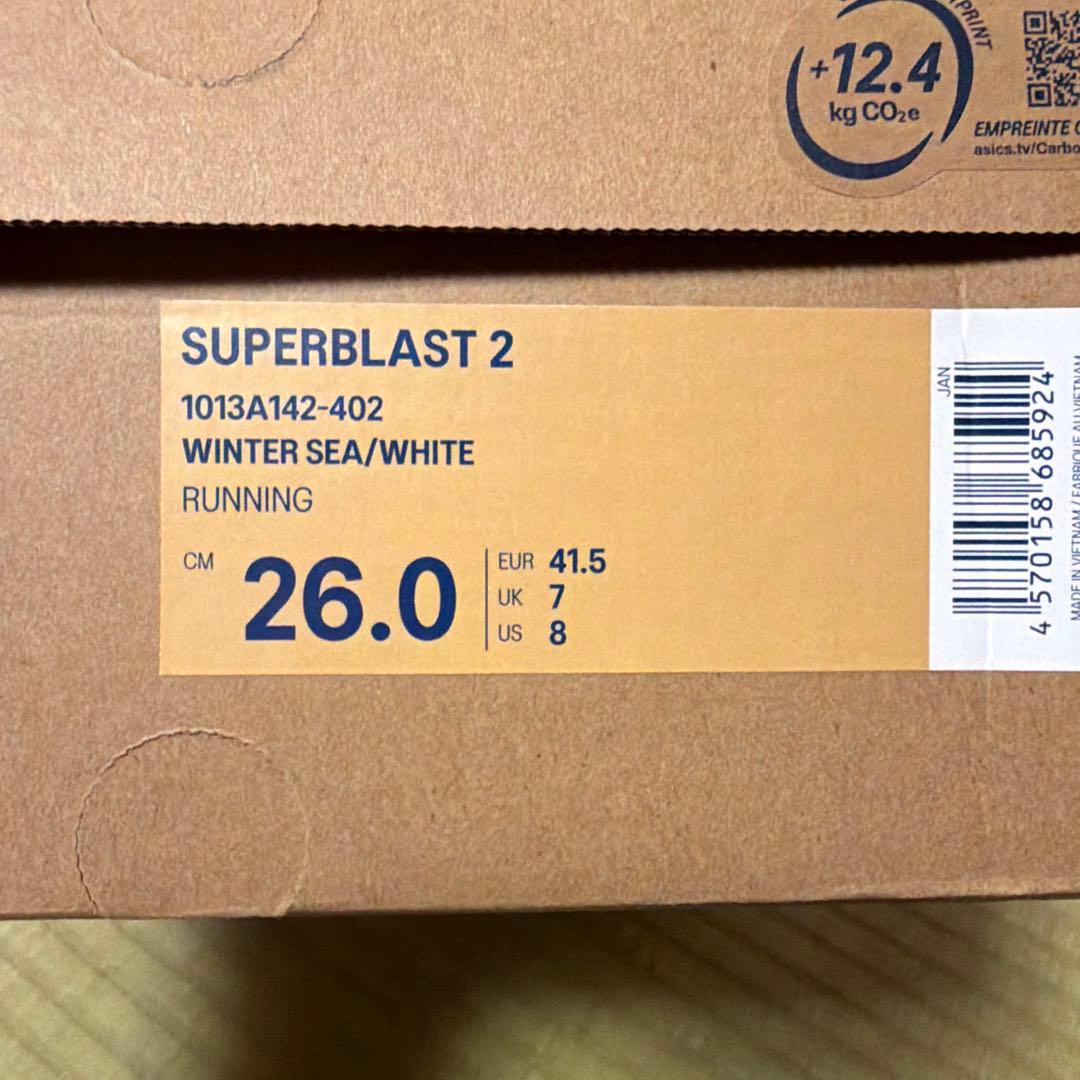 +12.4
kg CO₂e
EMPREINTE
asics.tv/Carbo
SUPERBLAST 2
1013A142-402
WINTER SEA/WHITE
RUNNING
CM 26.0
EUR 41.5
UK 7
US 8
JAN
4 570158 685924
MADE IN VIETNAM / FABRIQUE AU VIETNAM